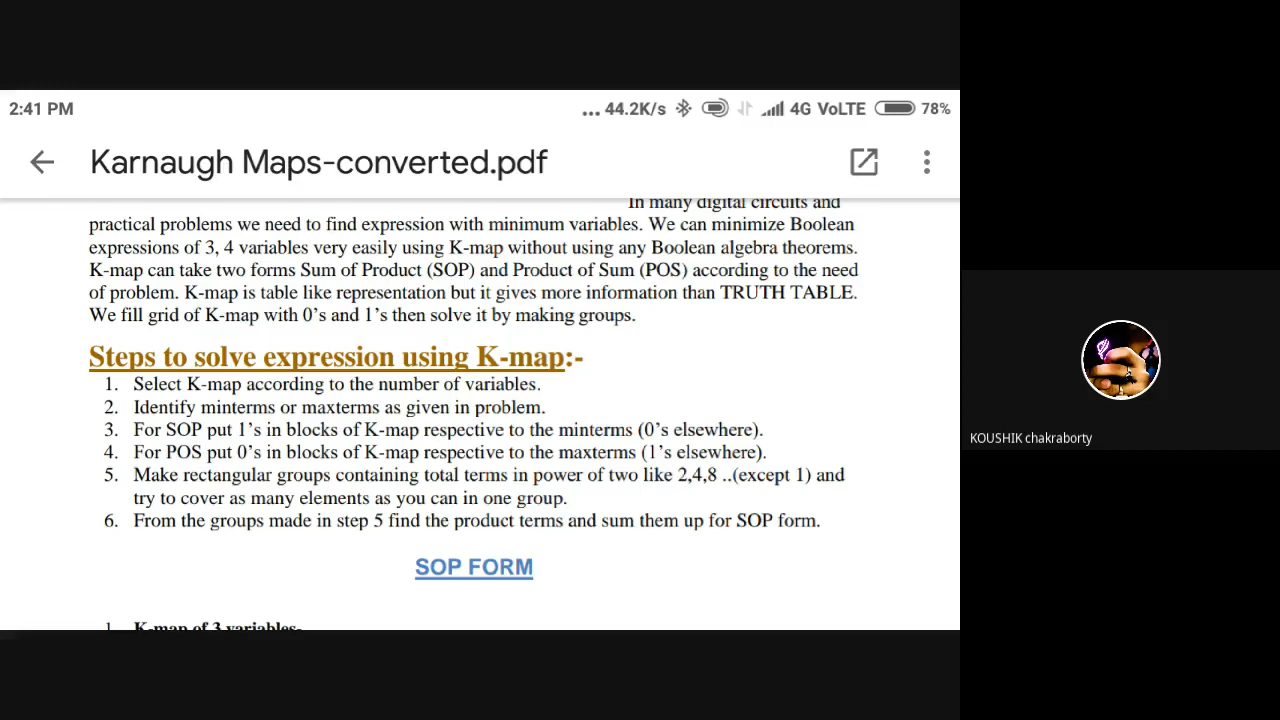 2:41 PM
... 44.2K/s 4G VoLTE 78%
Karnaugh Maps-converted.pdf
In many digital circuits and
practical problems we need to find expression with minimum variables. We can minimize Boolean
expressions of 3, 4 variables very easily using K-map without using any Boolean algebra theorems.
K-map can take two forms Sum of Product (SOP) and Product of Sum (POS) according to the need
of problem. K-map is table like representation but it gives more information than TRUTH TABLE.
We fill grid of K-map with 0’s and 1’s then solve it by making groups.
Steps to solve expression using K-map:-
1. Select K-map according to the number of variables.
2. Identify minterms or maxterms as given in problem.
3. For SOP put 1’s in blocks of K-map respective to the minterms (0’s elsewhere).
4. For POS put 0’s in blocks of K-map respective to the maxterms (1’s elsewhere).
5. Make rectangular groups containing total terms in power of two like 2,4,8 ..(except 1) and
try to cover as many elements as you can in one group.
6. From the groups made in step 5 find the product terms and sum them up for SOP form.
SOP FORM
1. K-map of 3 variables-
KOUSHIK chakraborty